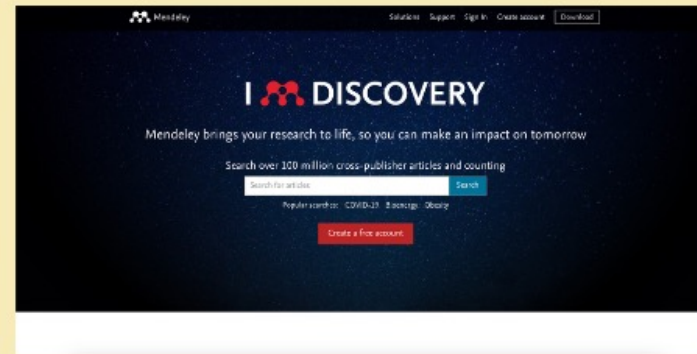 Mendeley
Solutions Support Sign In Create account Download
I DISCOVERY
Mendeley brings your research to life, so you can make an impact on tomorrow
Search over 100 million cross-publisher articles and counting
Search for articles Search
Popular searches: COVID-19 Bioenergy Obesity
Create a free account